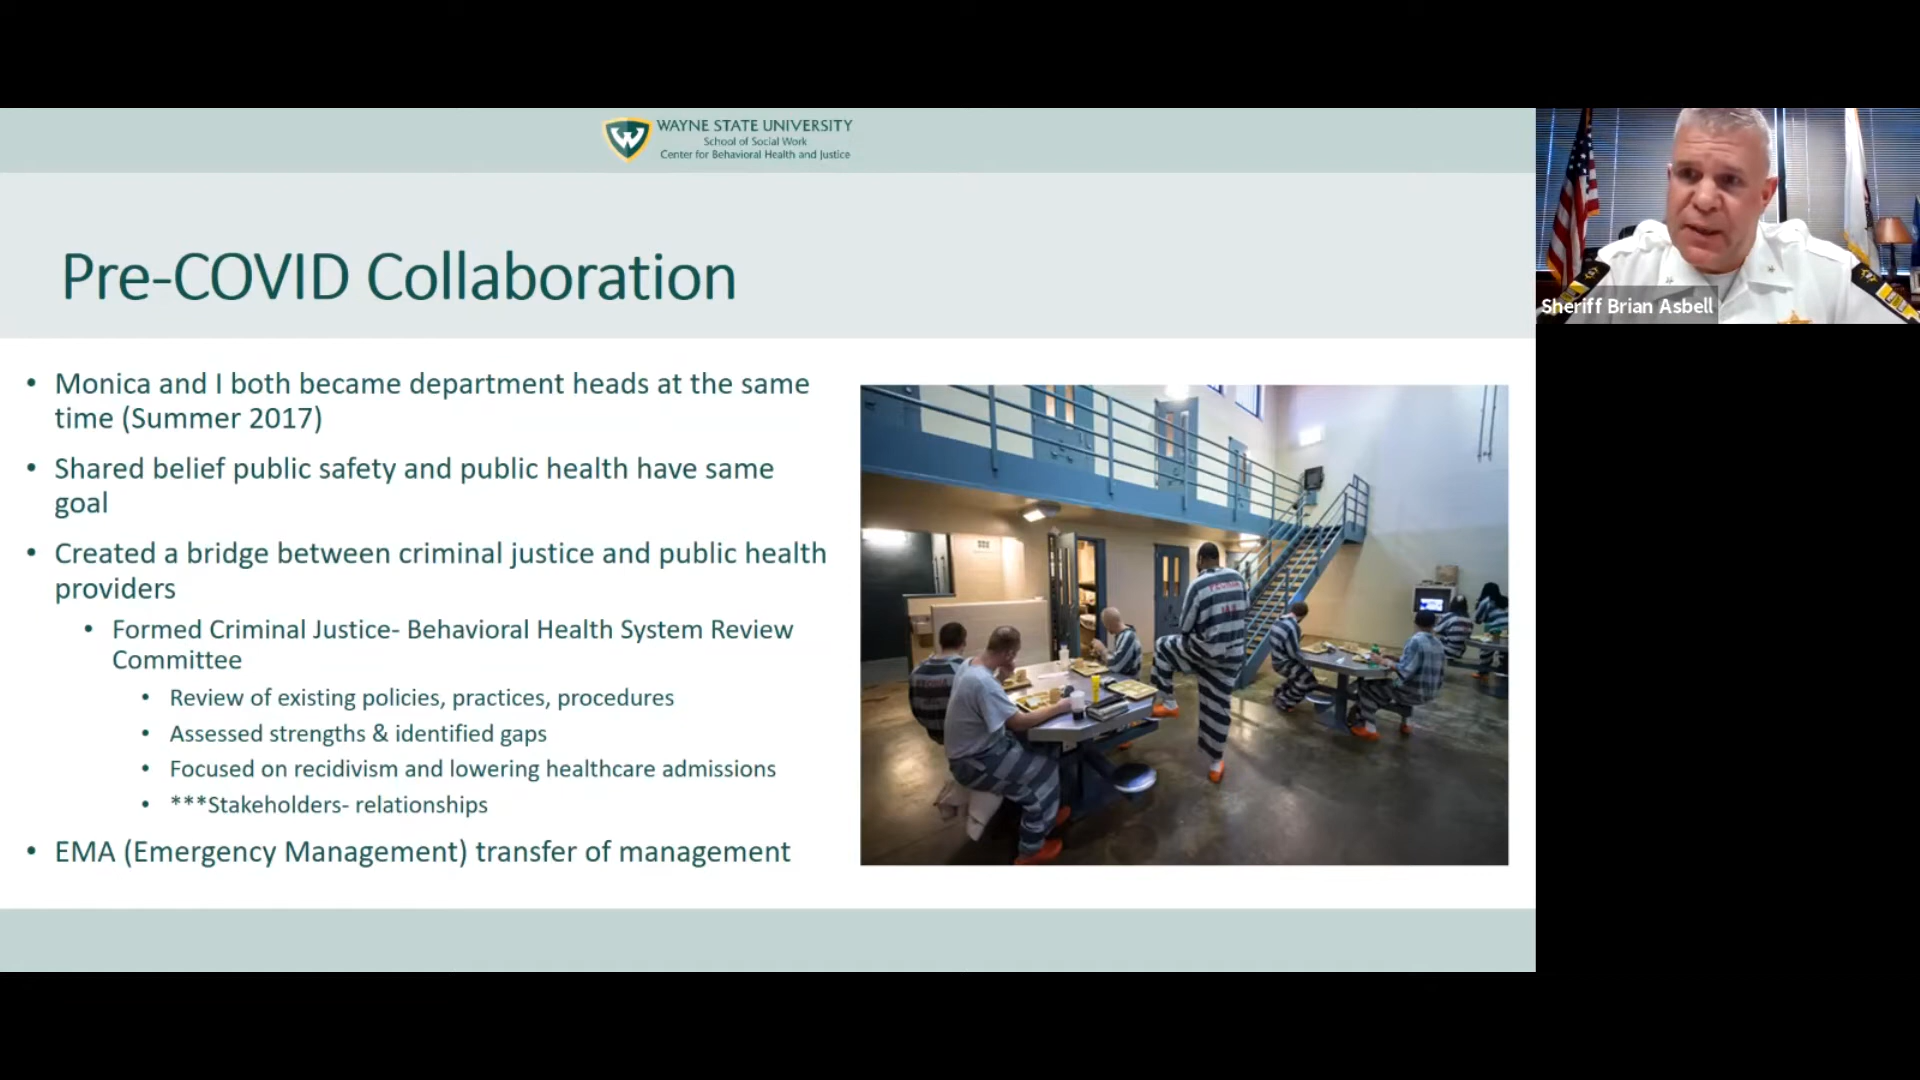 WAYNE STATE UNIVERSITY
School of Social Work
Center for Behavioral Health and Justice
Pre-COVID Collaboration
• Monica and I both became department heads at the same
time (Summer 2017)
• Shared belief public safety and public health have same
goal
• Created a bridge between criminal justice and public health
providers
• Formed Criminal Justice- Behavioral Health System Review
Committee
• Review of existing policies, practices, procedures
• Assessed strengths & identified gaps
• Focused on recidivism and lowering healthcare admissions
• ***Stakeholders- relationships
• EMA (Emergency Management) transfer of management
Sheriff Brian Asbell
PEORIA
JAIL